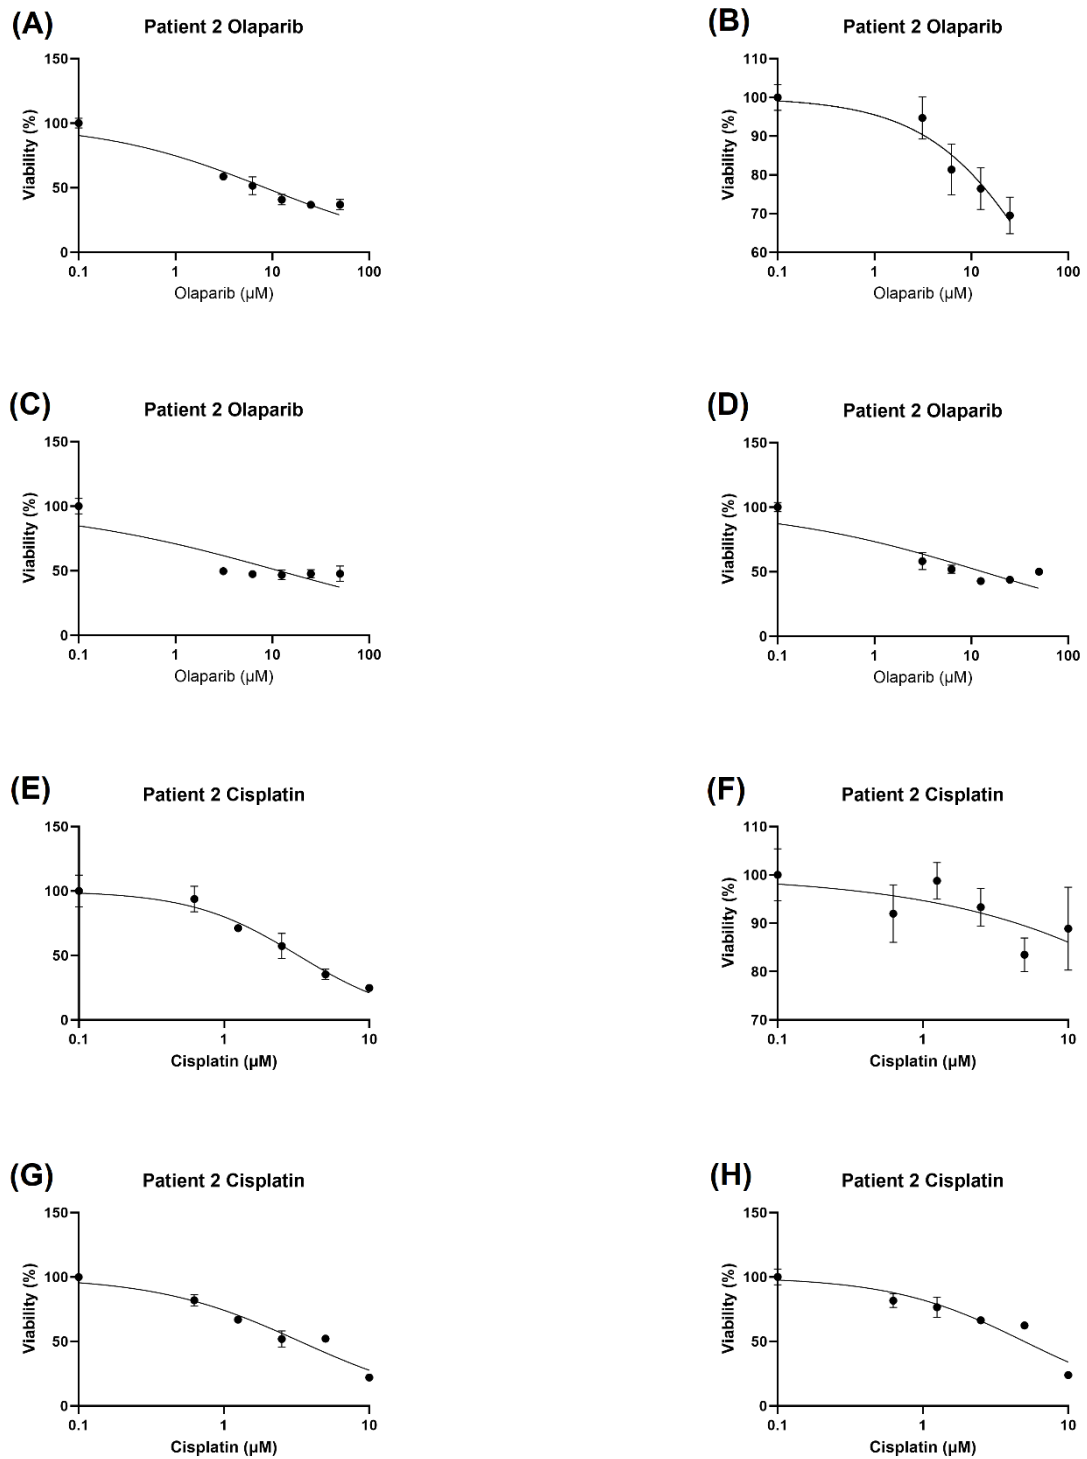 (A) Patient 2 Olaparib
150
100
50
0
Viability (%)
0.1 1 10 100
Olaparib (µM)
(B) Patient 2 Olaparib
110
100
90
80
70
60
Viability (%)
0.1 1 10 100
Olaparib (µM)
(C) Patient 2 Olaparib
150
100
50
0
Viability (%)
0.1 1 10 100
Olaparib (µM)
(D) Patient 2 Olaparib
150
100
50
0
Viability (%)
0.1 1 10 100
Olaparib (µM)
(E) Patient 2 Cisplatin
150
100
50
0
Viability (%)
0.1 1 10
Cisplatin (µM)
(F) Patient 2 Cisplatin
110
100
90
80
70
Viability (%)
0.1 1 10
Cisplatin (µM)
(G) Patient 2 Cisplatin
150
100
50
0
Viability (%)
0.1 1 10
Cisplatin (µM)
(H) Patient 2 Cisplatin
150
100
50
0
Viability (%)
0.1 1 10
Cisplatin (µM)